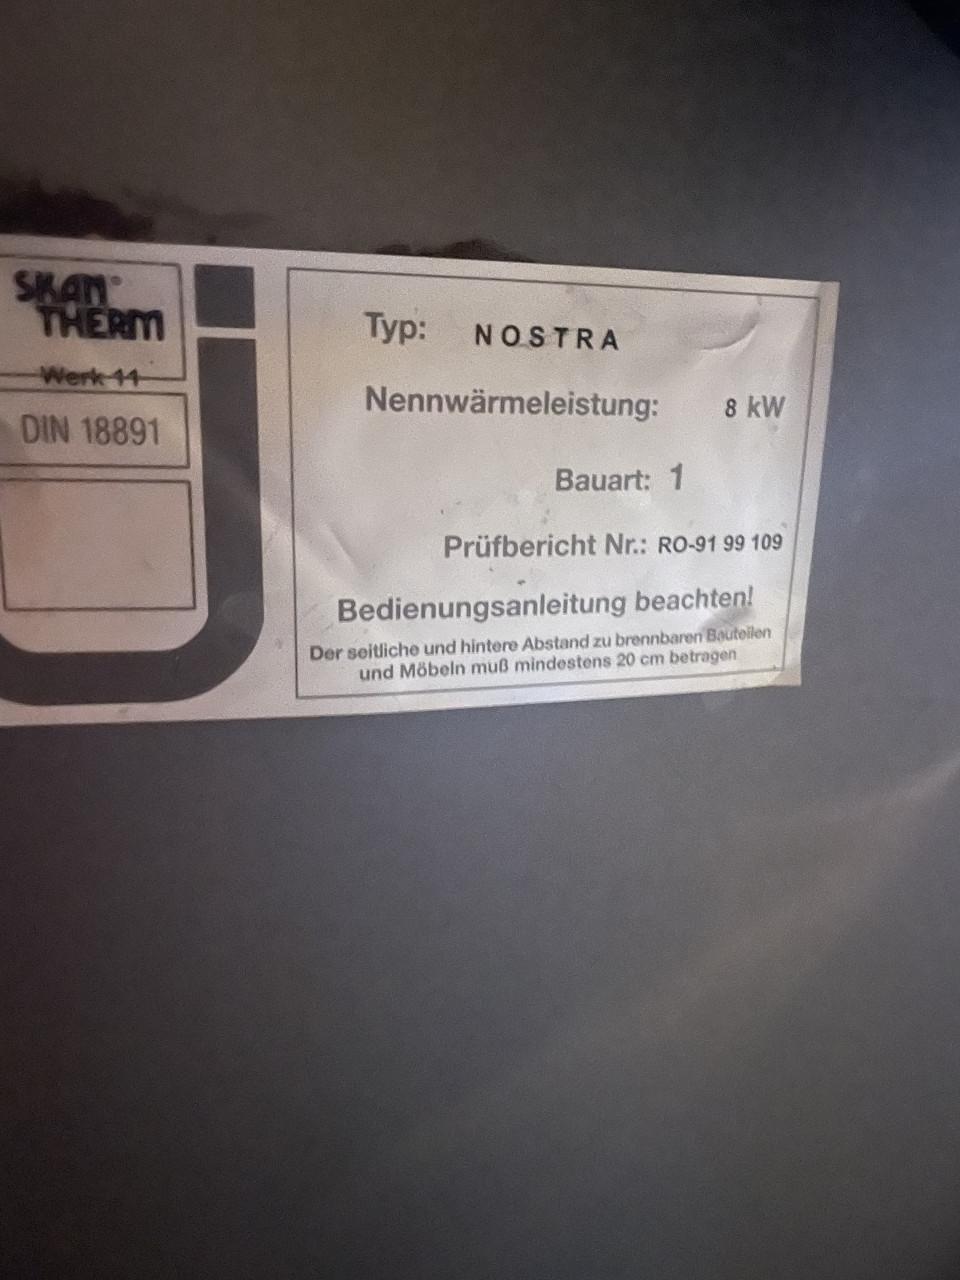 SKAN®
THERM
Werk 11
DIN 18891
Typ: NOSTRA
Nennwärmeleistung: 8 kW
Bauart: 1
Prüfbericht Nr.: RO-91 99 109
Bedienungsanleitung beachten!
Der seitliche und hintere Abstand zu brennbaren Bauteilen
und Möbeln muß mindestens 20 cm betragen